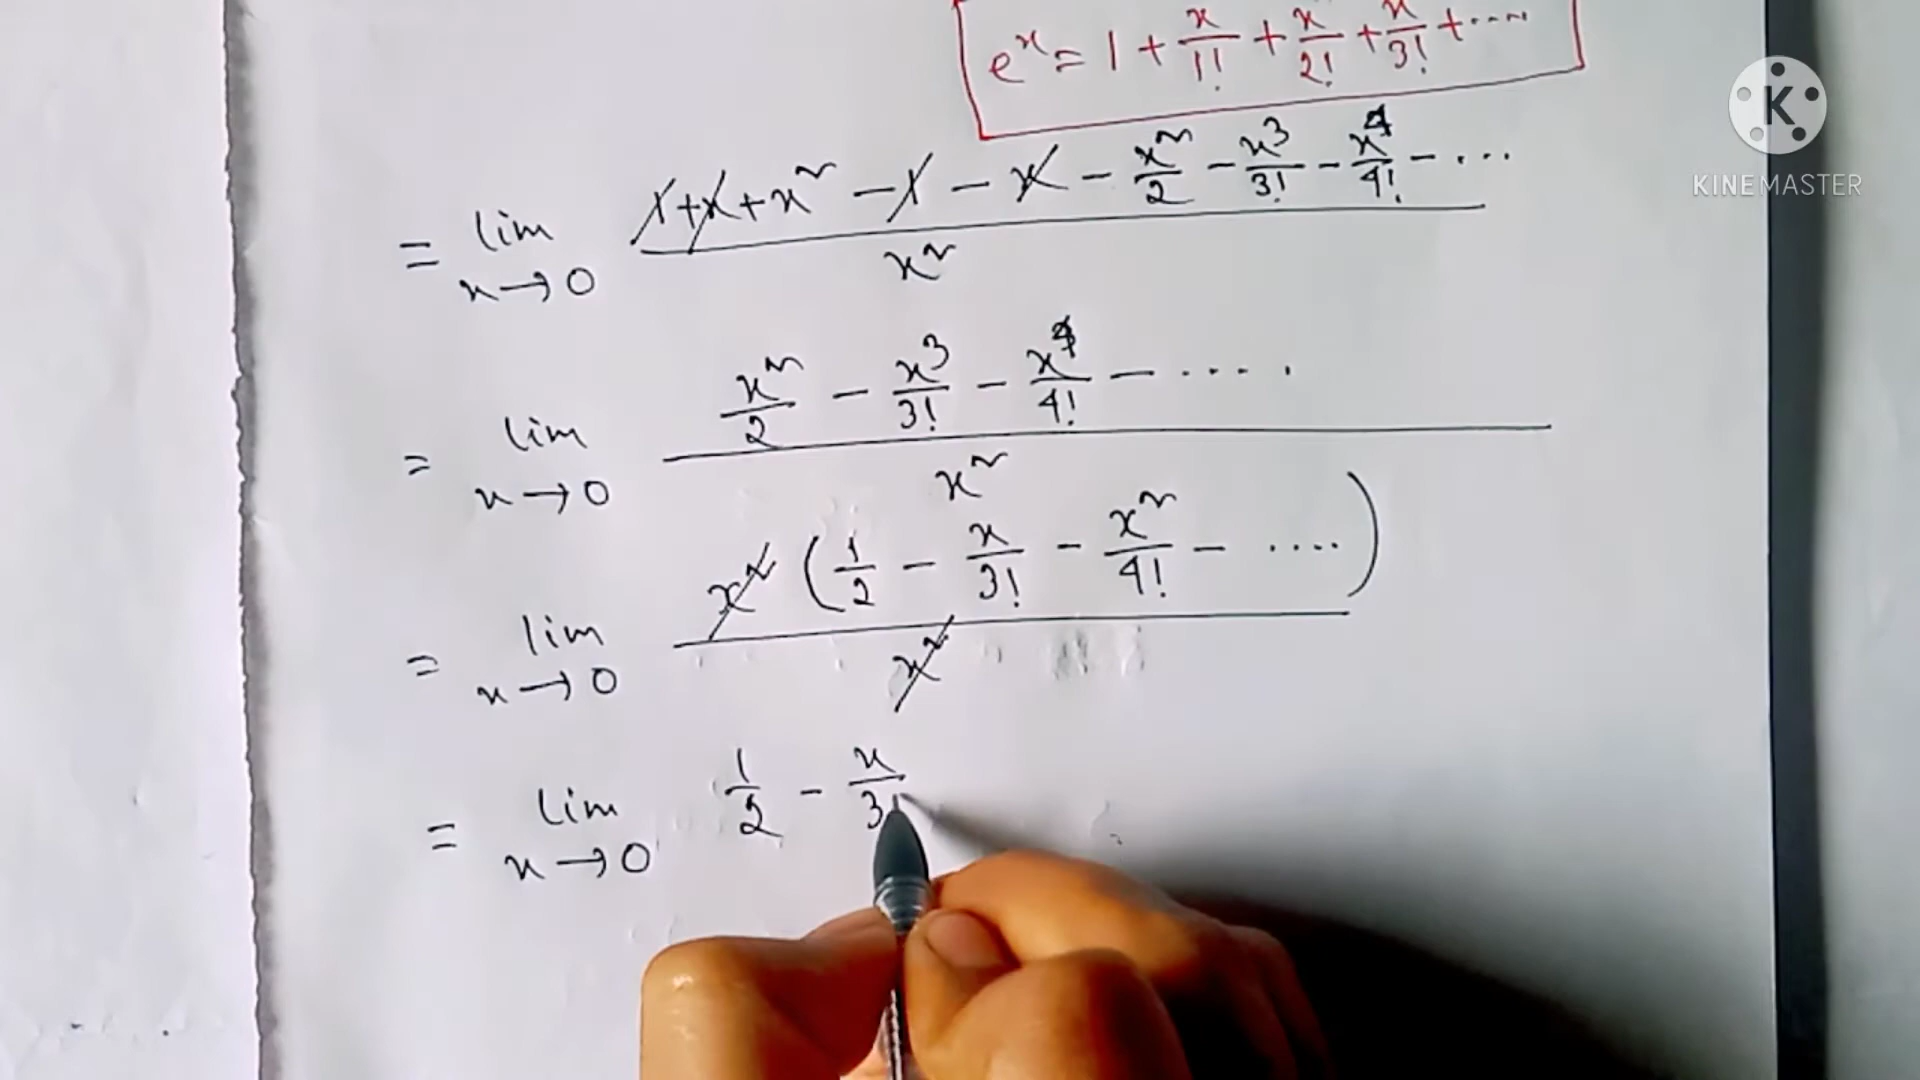 e^x = 1 + x/1! + x/2! + x/3! + ....
K
KINEMASTER
= lim x→0 (1+x+x² - 1 - x - x²/2 - x³/3! - x⁴/4! - ...) / x²
= lim x→0 (x²/2 - x³/3! - x⁴/4! - .....) / x²
= lim x→0 x² (1/2 - x/3! - x²/4! - ....) / x²
= lim x→0 1/2 - x/3!